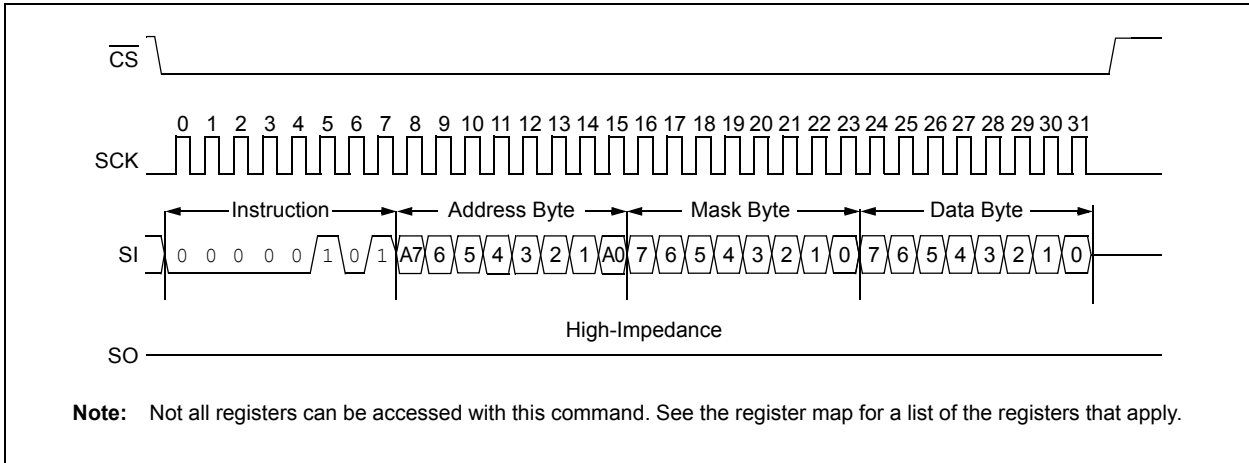 CS
0 1 2 3 4 5 6 7 8 9 10 11 12 13 14 15 16 17 18 19 20 21 22 23 24 25 26 27 28 29 30 31
SCK
Instruction Address Byte Mask Byte Data Byte
SI 0 0 0 0 0 1 0 1 A7 6 5 4 3 2 1 A0 7 6 5 4 3 2 1 0 7 6 5 4 3 2 1 0
High-Impedance
SO
Note: Not all registers can be accessed with this command. See the register map for a list of the registers that apply.